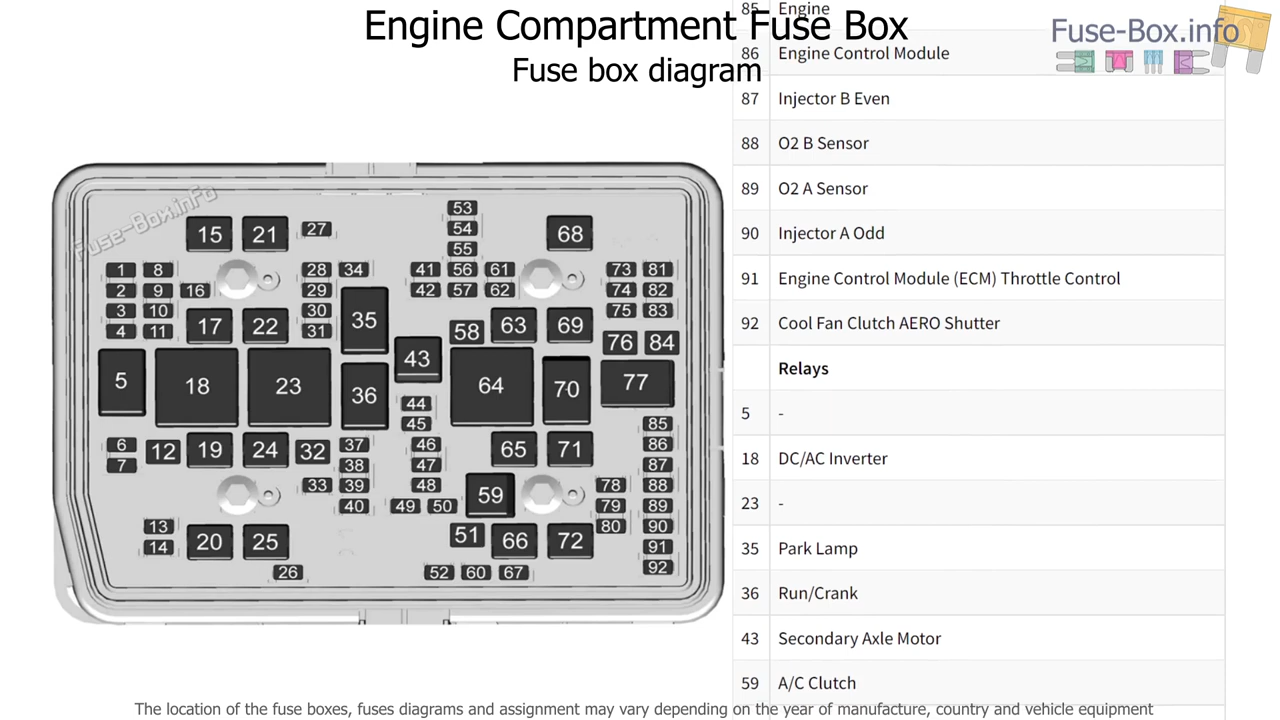 Engine Compartment Fuse Box
Fuse box diagram
Fuse-Box.info
Fuse-Box.info
53
15 21 27 54 68
55
1 8 28 34 41 56 61 73 81
2 9 16 29 42 57 62 74 82
3 10 30 75 83
4 11 17 22 31 35 58 63 69
76 84
43
5 18 23 36 64 70 77
44
45 85
6 12 19 24 32 37 46 65 71 86
7 38 47 87
33 39 48 59 78 88
40 49 50 79 89
13 51 80 90
14 20 25 66 72 91
26 52 60 67 92
85 Engine
86 Engine Control Module
87 Injector B Even
88 O2 B Sensor
89 O2 A Sensor
90 Injector A Odd
91 Engine Control Module (ECM) Throttle Control
92 Cool Fan Clutch AERO Shutter
Relays
5 -
18 DC/AC Inverter
23 -
35 Park Lamp
36 Run/Crank
43 Secondary Axle Motor
59 A/C Clutch
The location of the fuse boxes, fuses diagrams and assignment may vary depending on the year of manufacture, country and vehicle equipment